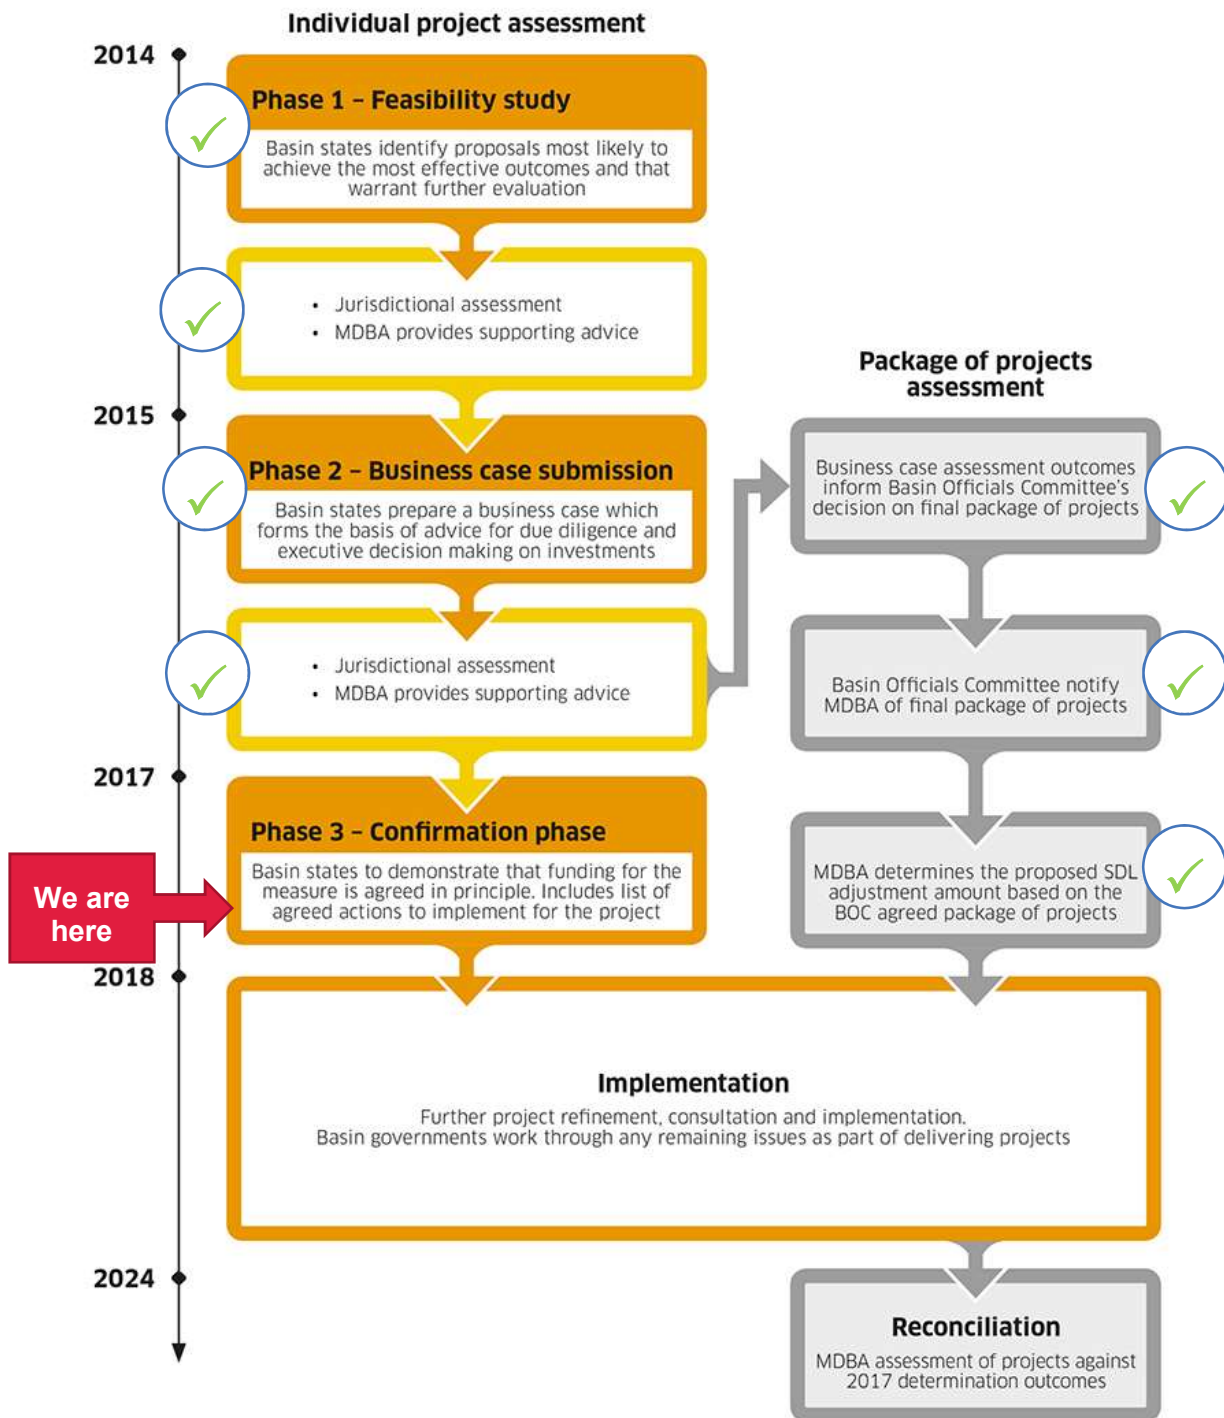 Individual project assessment
2014
Phase 1 – Feasibility study
Basin states identify proposals most likely to
achieve the most effective outcomes and that
warrant further evaluation
• Jurisdictional assessment
• MDBA provides supporting advice
Package of projects
assessment
2015
Phase 2 – Business case submission
Basin states prepare a business case which
forms the basis of advice for due diligence and
executive decision making on investments
Business case assessment outcomes
inform Basin Officials Committee's
decision on final package of projects
• Jurisdictional assessment
• MDBA provides supporting advice
Basin Officials Committee notify
MDBA of final package of projects
2017
Phase 3 – Confirmation phase
Basin states to demonstrate that funding for the
measure is agreed in principle. Includes list of
agreed actions to implement for the project
We are
here
MDBA determines the proposed SDL
adjustment amount based on the
BOC agreed package of projects
2018
Implementation
Further project refinement, consultation and implementation.
Basin governments work through any remaining issues as part of delivering projects
2024
Reconciliation
MDBA assessment of projects against
2017 determination outcomes